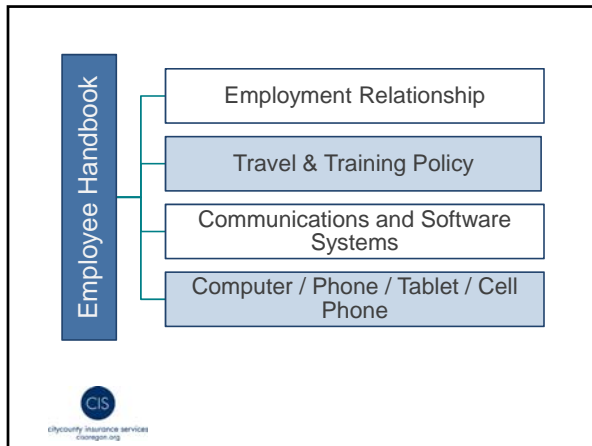 Employee Handbook
Employment Relationship
Travel & Training Policy
Communications and Software
Systems
Computer / Phone / Tablet / Cell
Phone
CIS
citycounty insurance services
cisoregon.org